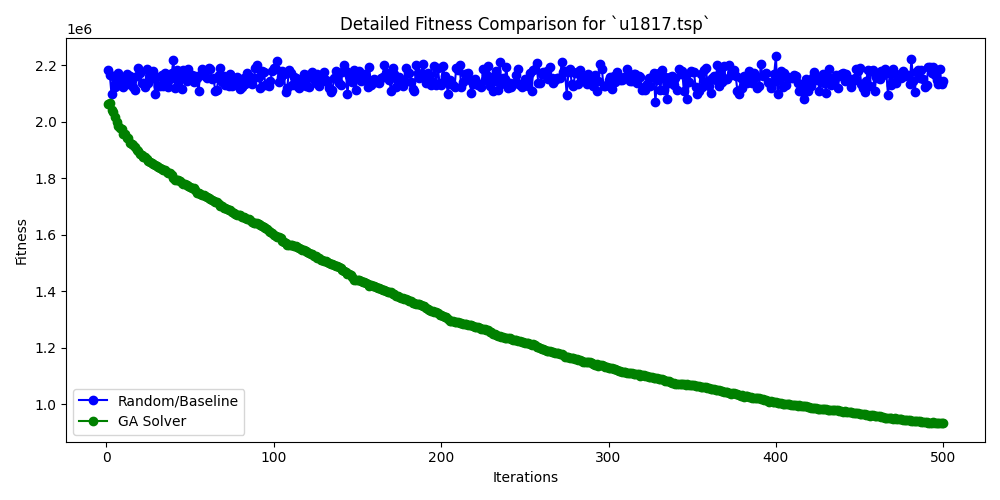 Detailed Fitness Comparison for `u1817.tsp`
1e6
2.2
2.0
1.8
1.6
1.4
1.2
1.0
Fitness
Random/Baseline
GA Solver
0 100 200 300 400 500
Iterations